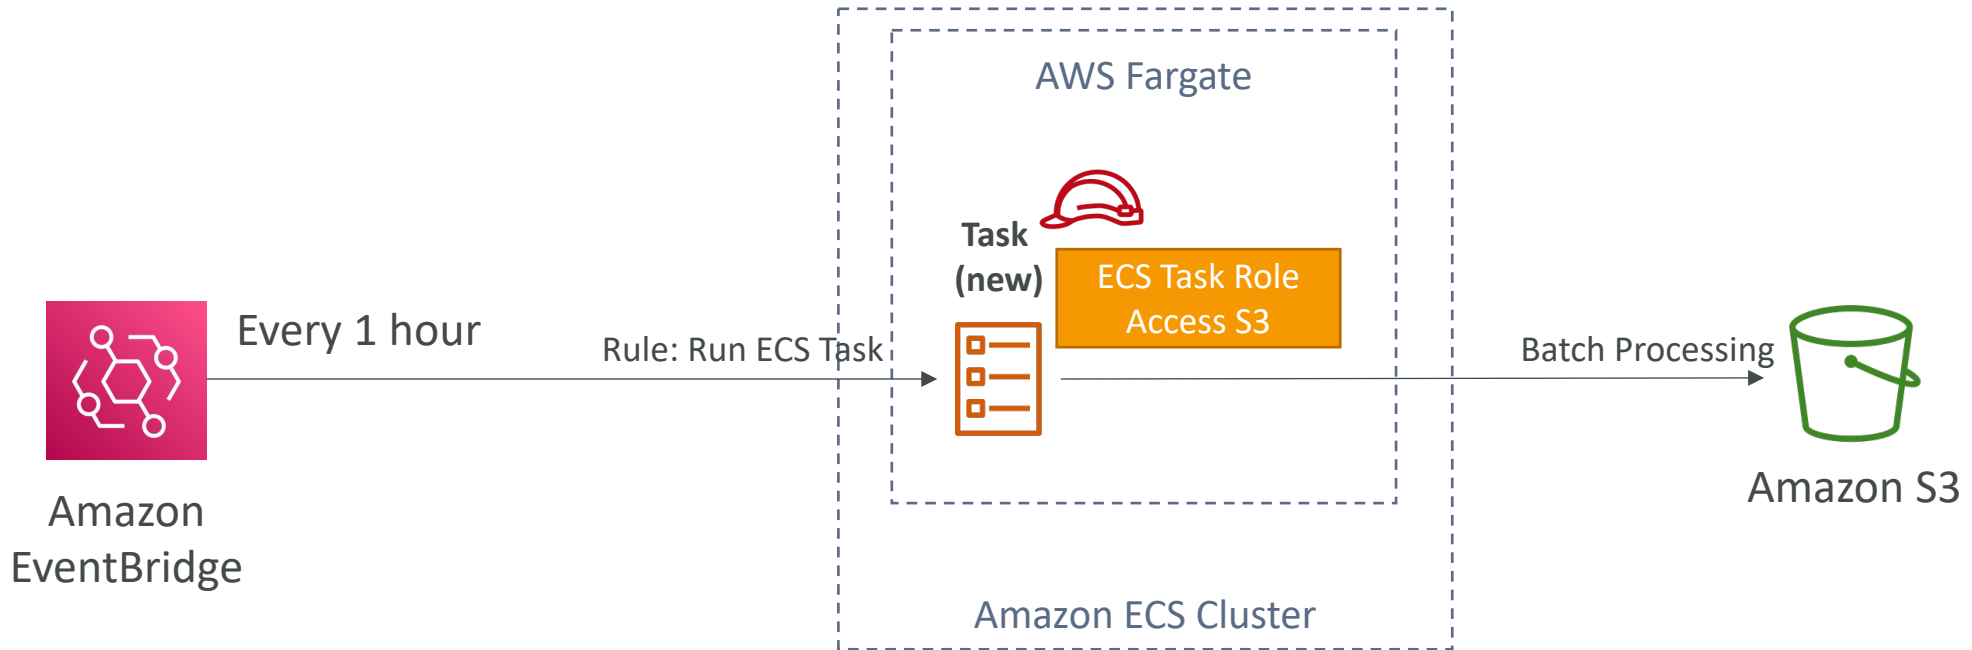 AWS Fargate
Task
(new)
ECS Task Role
Access S3
Every 1 hour
Rule: Run ECS Task
Batch Processing
Amazon
EventBridge
Amazon S3
Amazon ECS Cluster